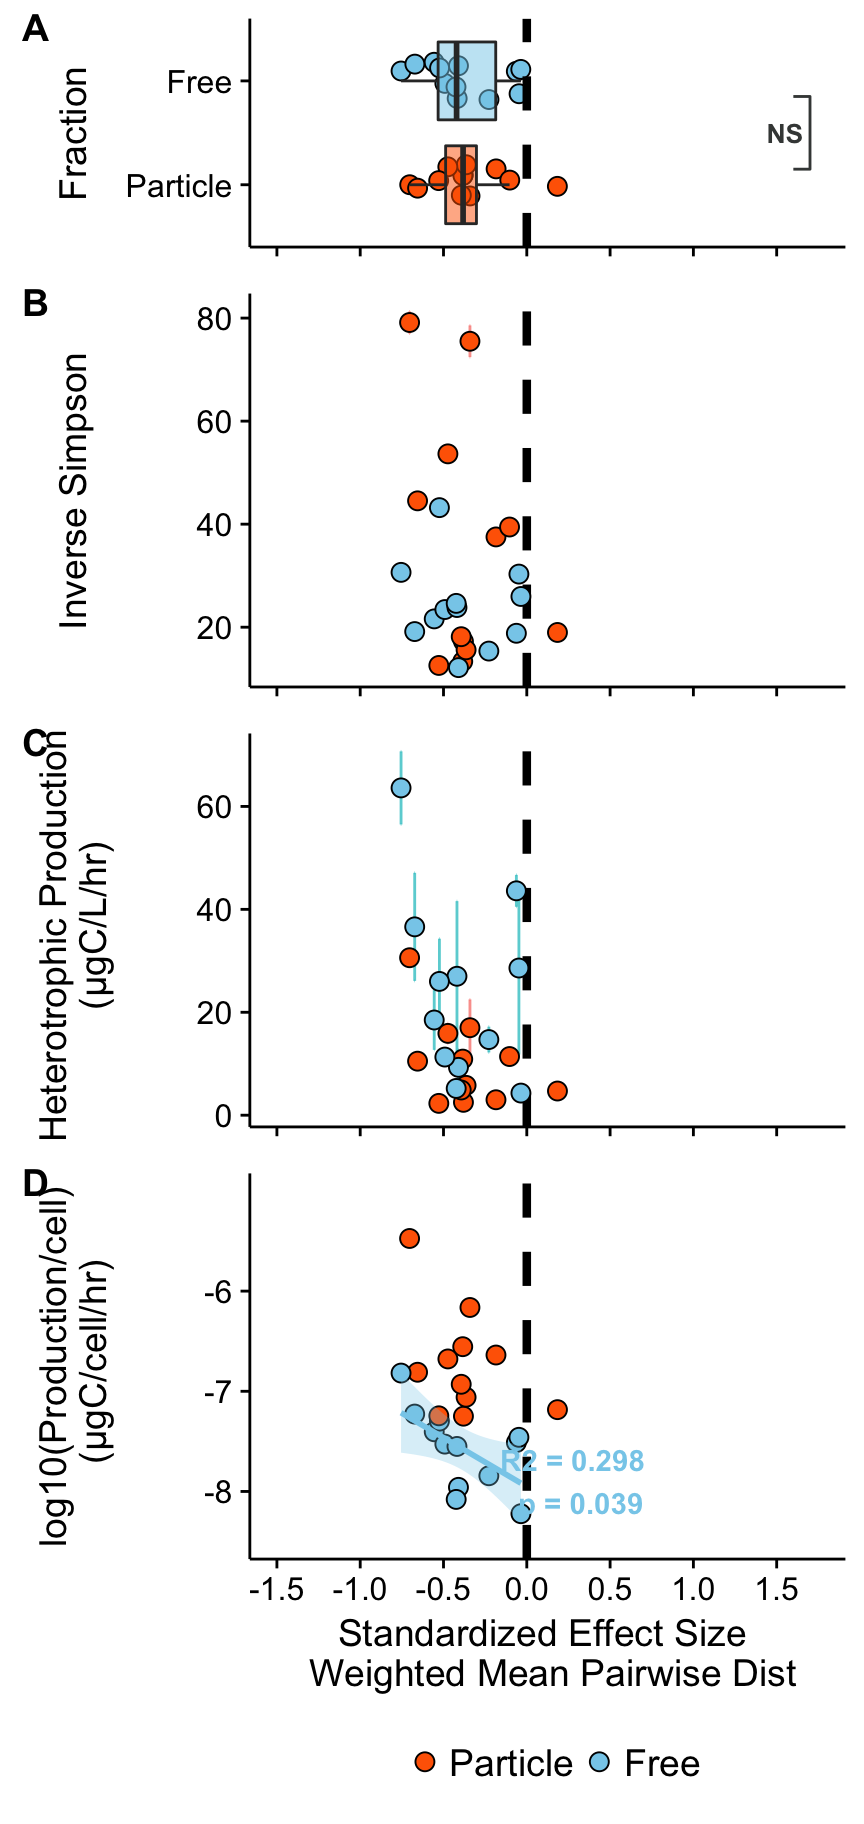 A
Fraction
Free
Particle
NS
B
Inverse Simpson
80
60
40
20
C
Heterotrophic Production
(µgC/L/hr)
60
40
20
0
D
log10(Production/cell)
(µgC/cell/hr)
-6
-7
-8
R2 = 0.298
p = 0.039
-1.5 -1.0 -0.5 0.0 0.5 1.0 1.5
Standardized Effect Size
Weighted Mean Pairwise Dist
Particle Free